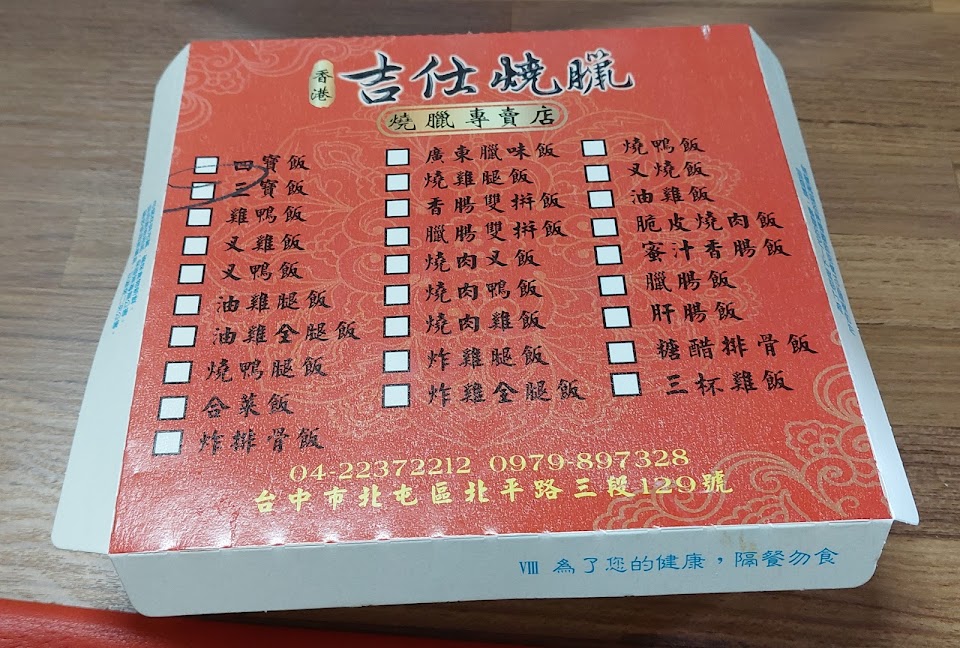 香港
吉仕燒臘
燒臘專賣店
四寶飯
三寶飯
雞鴨飯
叉雞飯
叉鴨飯
油雞腿飯
油雞全腿飯
燒鴨腿飯
合菜飯
炸排骨飯
廣東臘味飯
燒雞腿飯
香腸雙拼飯
臘腸雙拼飯
燒肉叉飯
燒肉鴨飯
燒肉雞飯
炸雞腿飯
炸雞全腿飯
燒鴨飯
叉燒飯
油雞飯
脆皮燒肉飯
蜜汁香腸飯
臘腸飯
肝腸飯
糖醋排骨飯
三杯雞飯
04-22372212 0979-897328
台中市北屯區北平路三段129號
VIII 為了您的健康，隔餐勿食